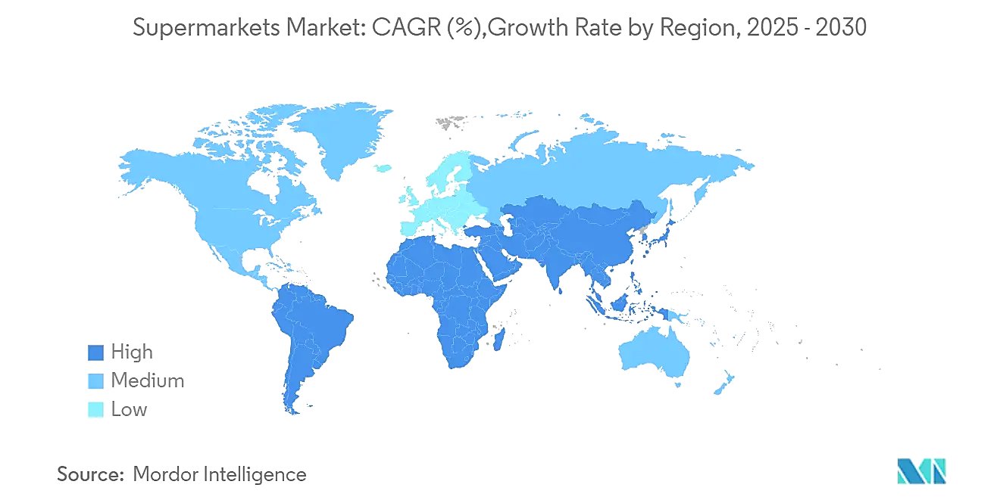 Supermarkets Market: CAGR (%),Growth Rate by Region, 2025 - 2030
High
Medium
Low
Source: Mordor Intelligence